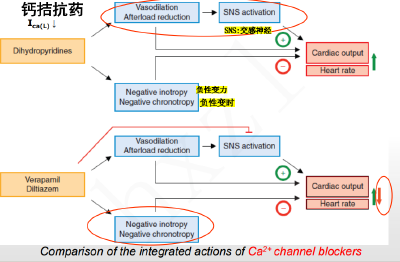 钙拮抗药
I Ca(L) ↓
Dihydropyridines
Vasodilation
Afterload reduction
SNS activation
SNS:交感神经
+
−
Cardiac output
Heart rate
Negative inotropy
Negative chronotropy
负性变力
负性变时
Verapamil
Diltiazem
Vasodilation
Afterload reduction
SNS activation
+
−
Cardiac output
Heart rate
Negative inotropy
Negative chronotropy
Comparison of the integrated actions of Ca²⁺ channel blockers